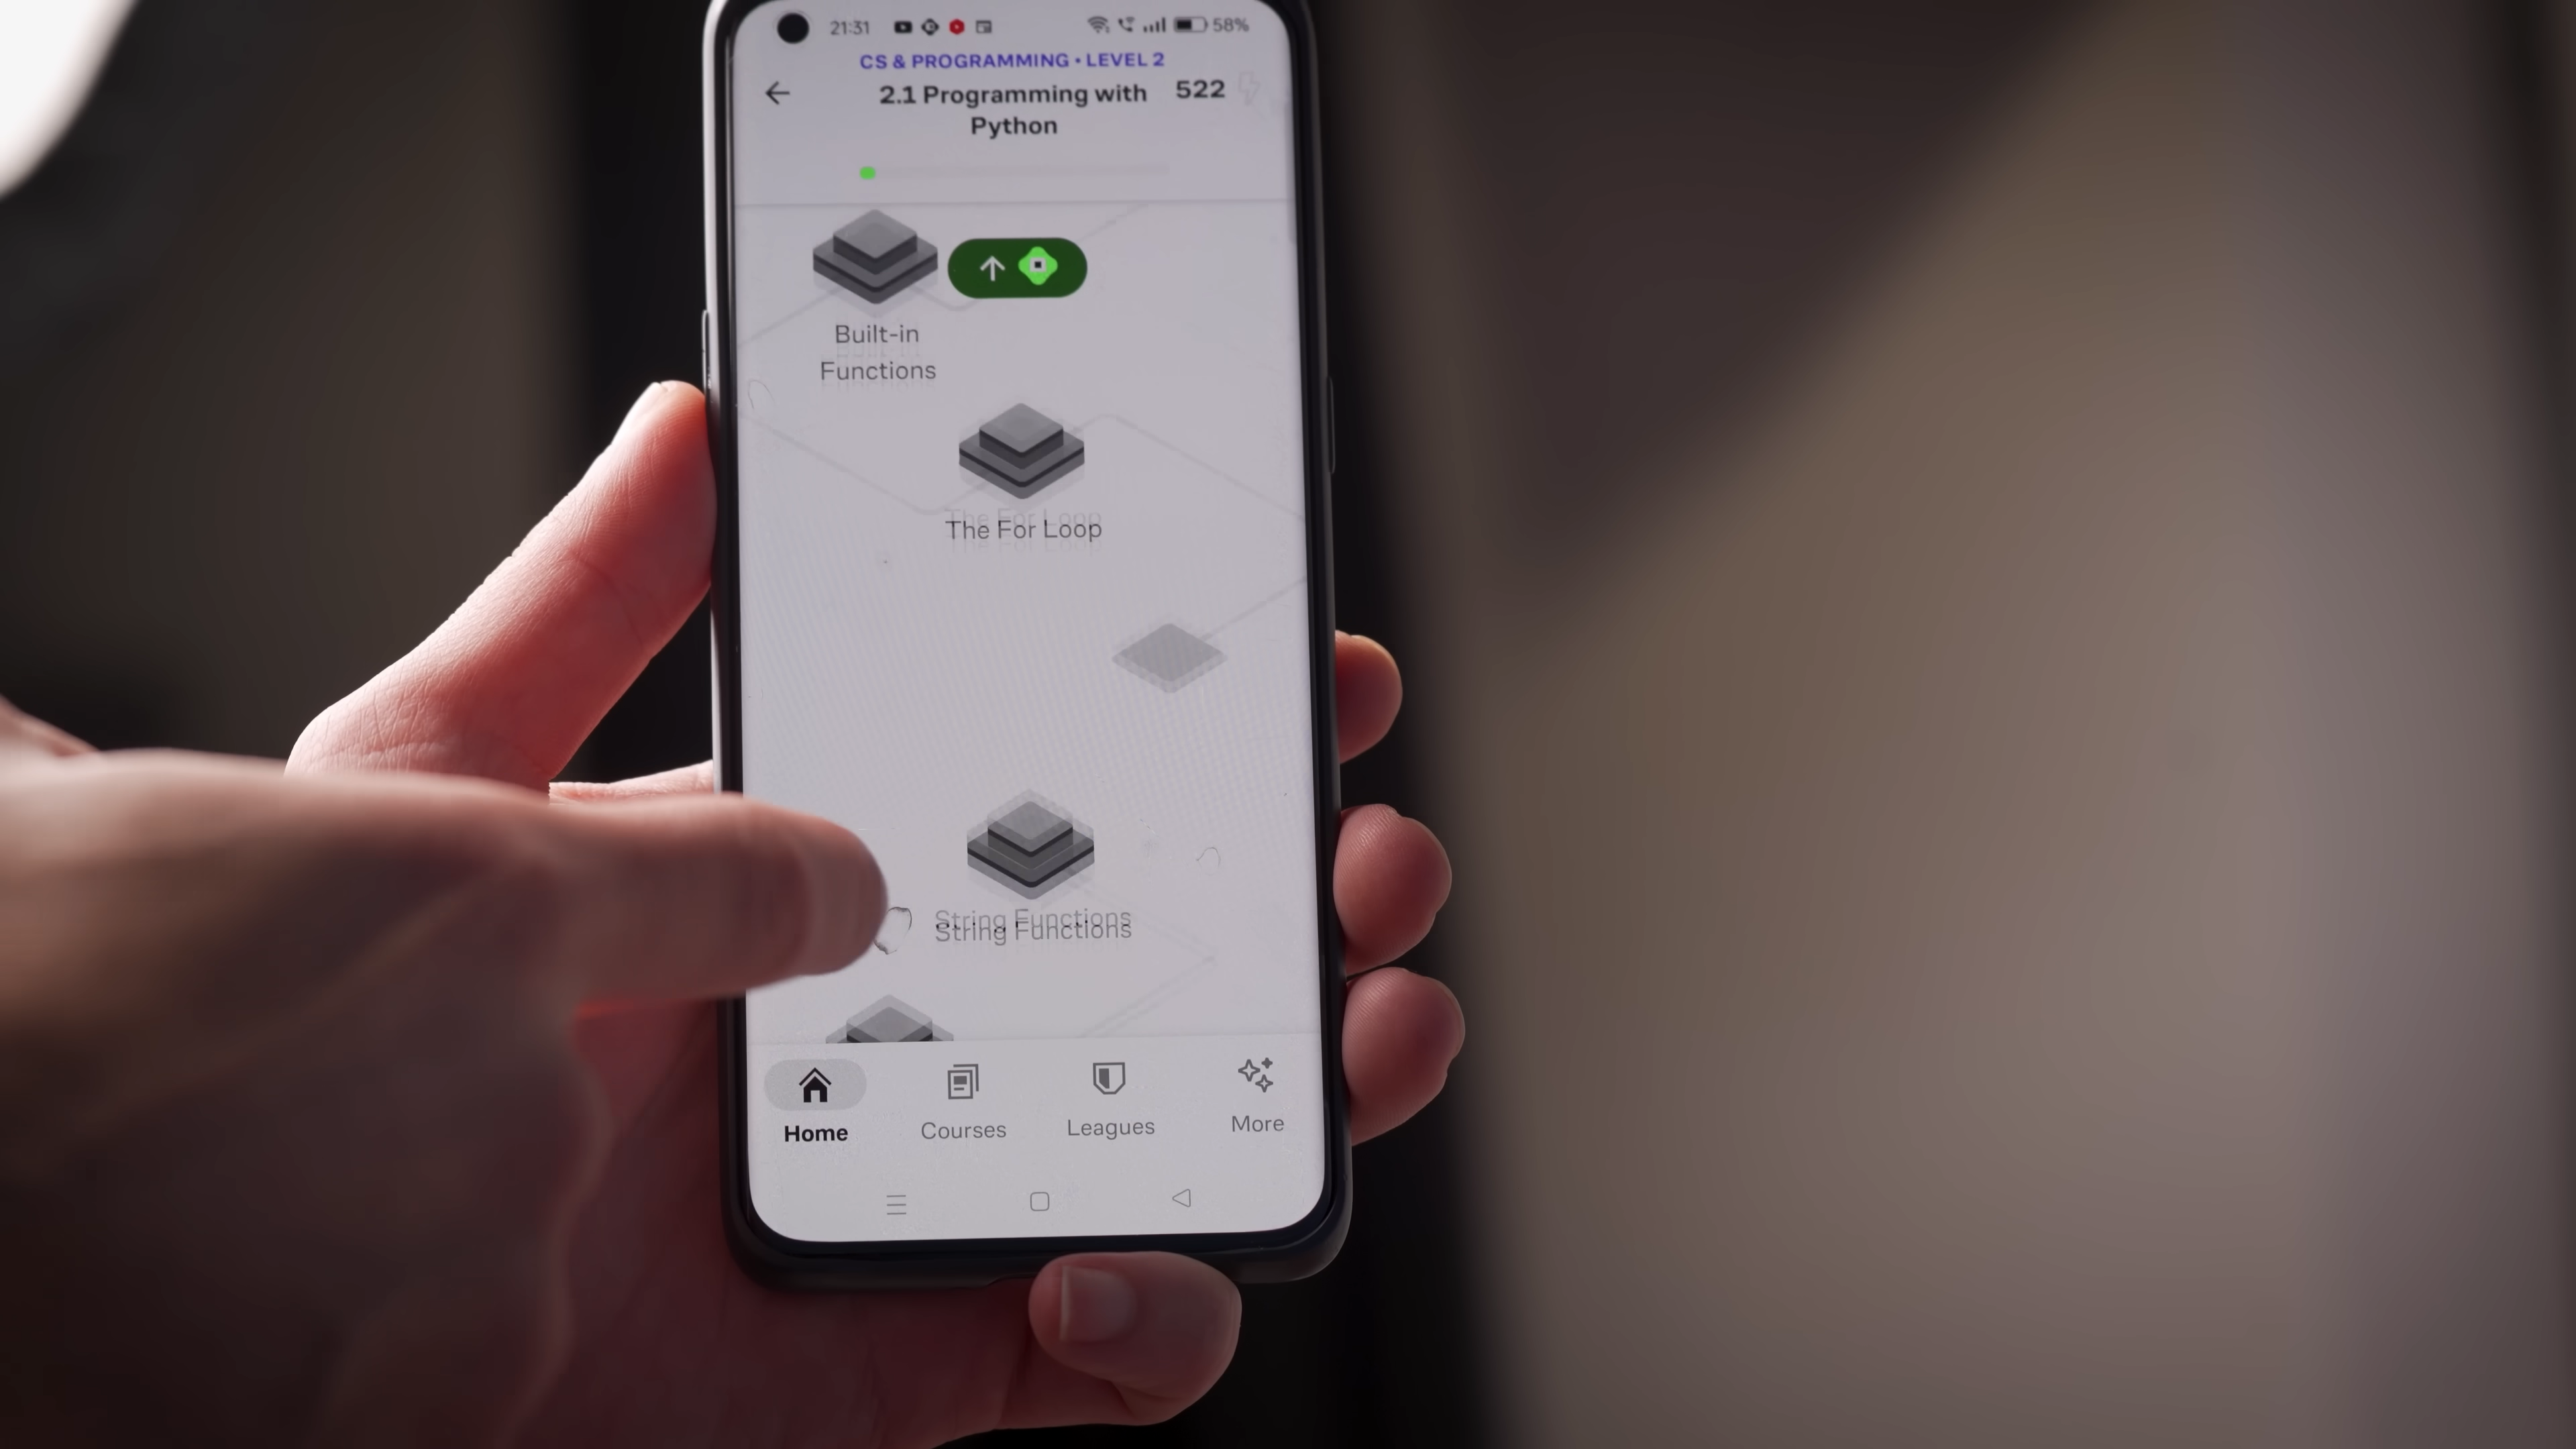 21:31
58%
CS & PROGRAMMING • LEVEL 2
2.1 Programming with
Python
522
Built-in
Functions
The For Loop
String Functions
Home
Courses
Leagues
More